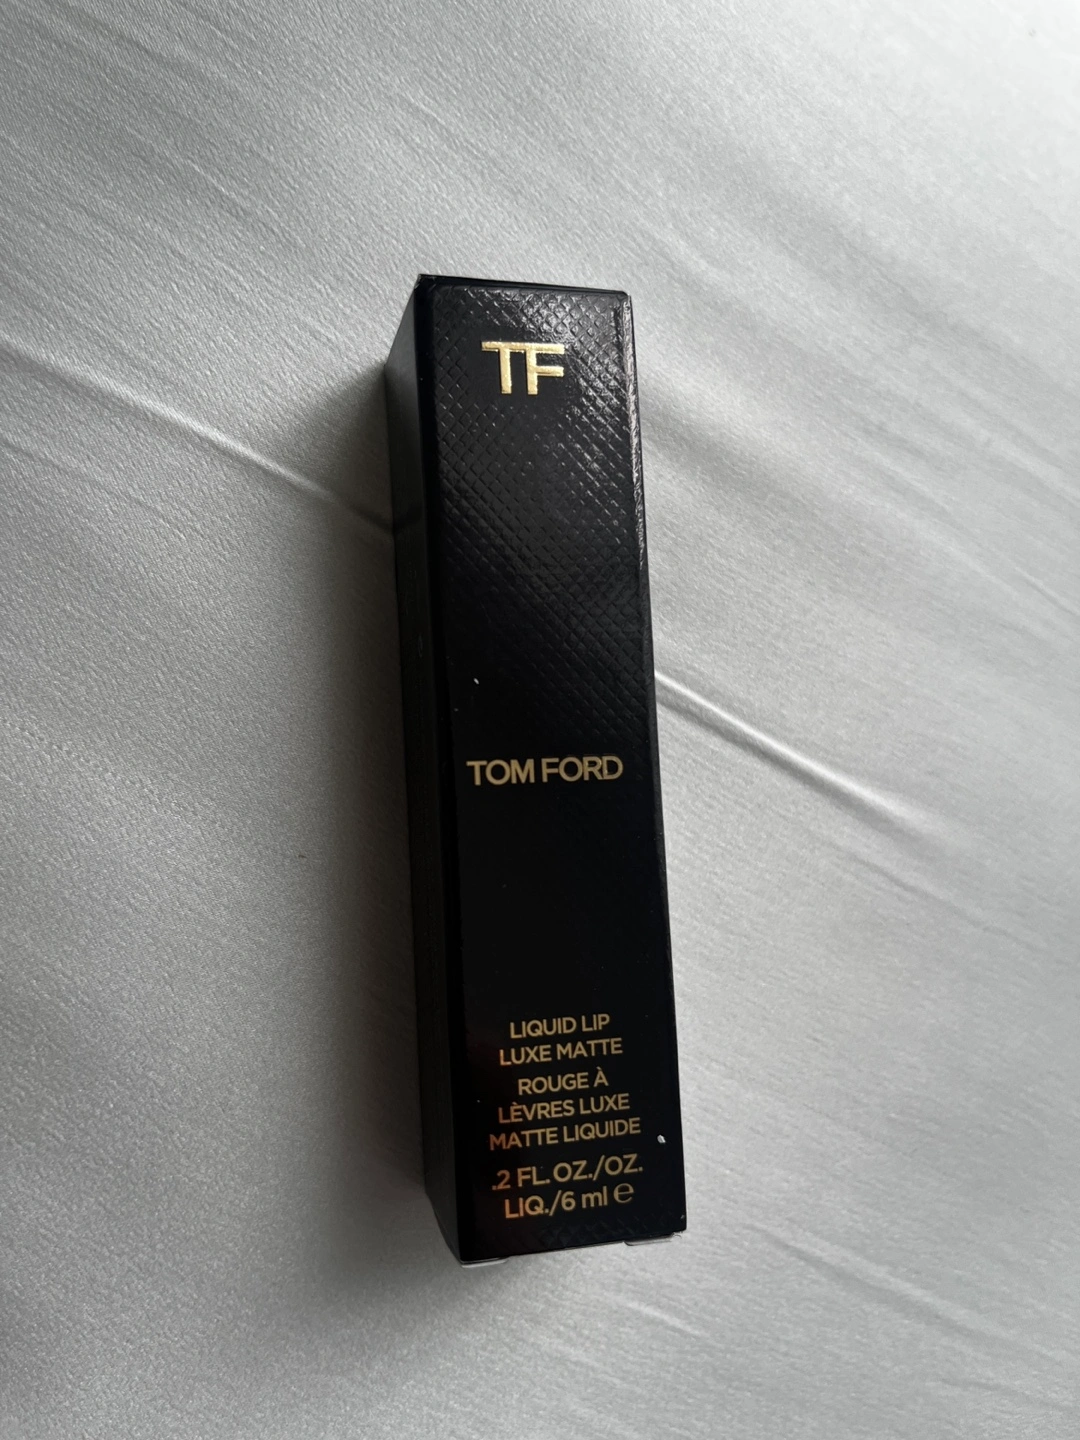 TF
TOM FORD
LIQUID LIP
LUXE MATTE
ROUGE À
LÈVRES LUXE
MATTE LIQUIDE
.2 FL.OZ./OZ.
LIQ./6 ml ℮